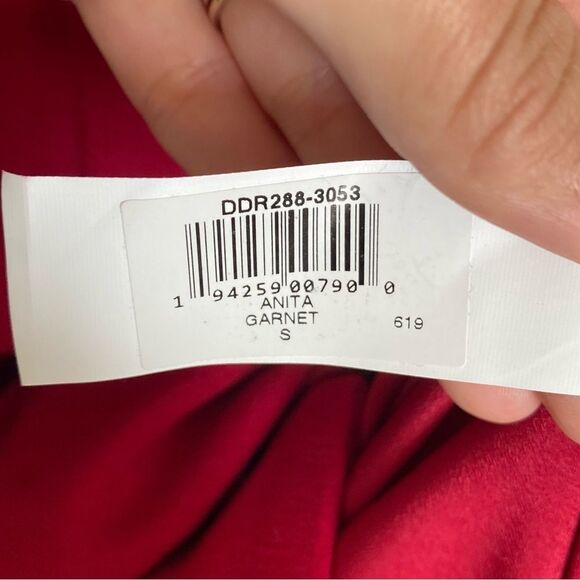 DDR288-3053
1 94259 00790 0
ANITA
GARNET
S
619